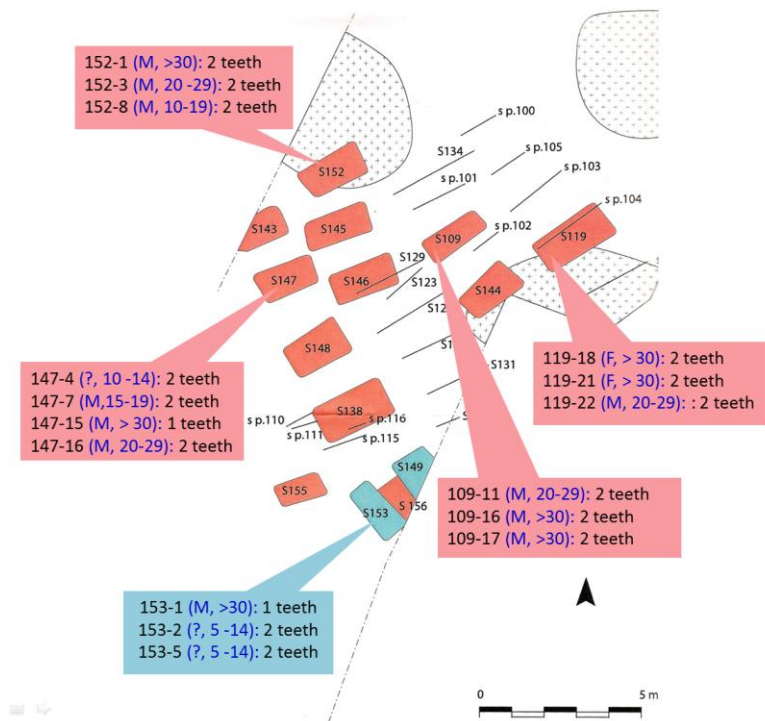 152-1 (M, >30): 2 teeth
152-3 (M, 20 -29): 2 teeth
152-8 (M, 10-19): 2 teeth
s p.100
S134
s p.105
s p.101
s p.103
S152
s p.104
S143
S145
S109
s p.102
S119
S129
S147
S146
S123
S144
S148
147-4 (?, 10 -14): 2 teeth
147-7 (M,15-19): 2 teeth
147-15 (M, > 30): 1 teeth
147-16 (M, 20-29): 2 teeth
119-18 (F, > 30): 2 teeth
119-21 (F, > 30): 2 teeth
119-22 (M, 20-29): : 2 teeth
S131
S138
s p.110
s p.116
s p.111
s p.115
S149
S155
S153
S 156
109-11 (M, 20-29): 2 teeth
109-16 (M, >30): 2 teeth
109-17 (M, >30): 2 teeth
153-1 (M, >30): 1 teeth
153-2 (?, 5 -14): 2 teeth
153-5 (?, 5 -14): 2 teeth
0
5 m